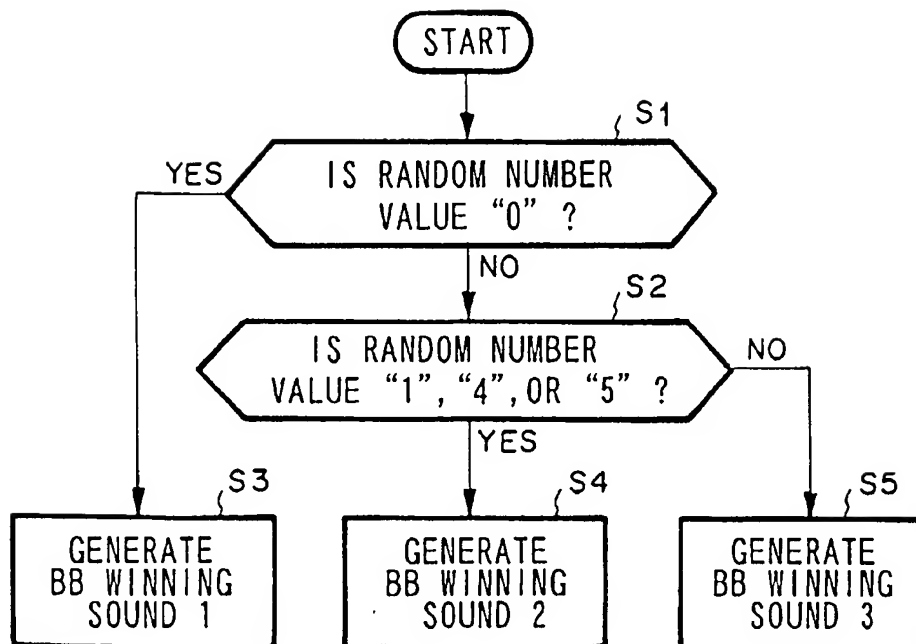 START
S1
IS RANDOM NUMBER
VALUE “0” ?
YES
NO
S2
IS RANDOM NUMBER
VALUE “1”, “4”, OR “5” ?
NO
YES
S3
GENERATE
BB WINNING
SOUND 1
S4
GENERATE
BB WINNING
SOUND 2
S5
GENERATE
BB WINNING
SOUND 3